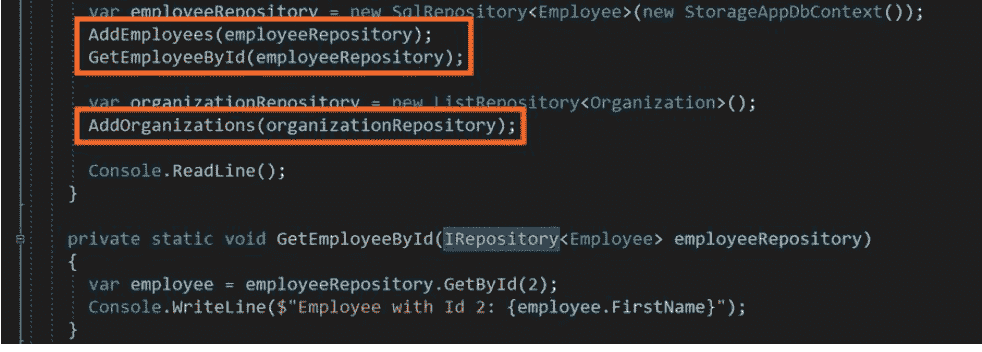 var employeeRepository = new SqlRepository<Employee>(new StorageAppDbContext());
AddEmployees(employeeRepository);
GetEmployeeById(employeeRepository);
var organizationRepository = new ListRepository<Organization>();
AddOrganizations(organizationRepository);
Console.ReadLine();
}
private static void GetEmployeeById(IRepository<Employee> employeeRepository)
{
var employee = employeeRepository.GetById(2);
Console.WriteLine($"Employee with Id 2: {employee.FirstName}");
}